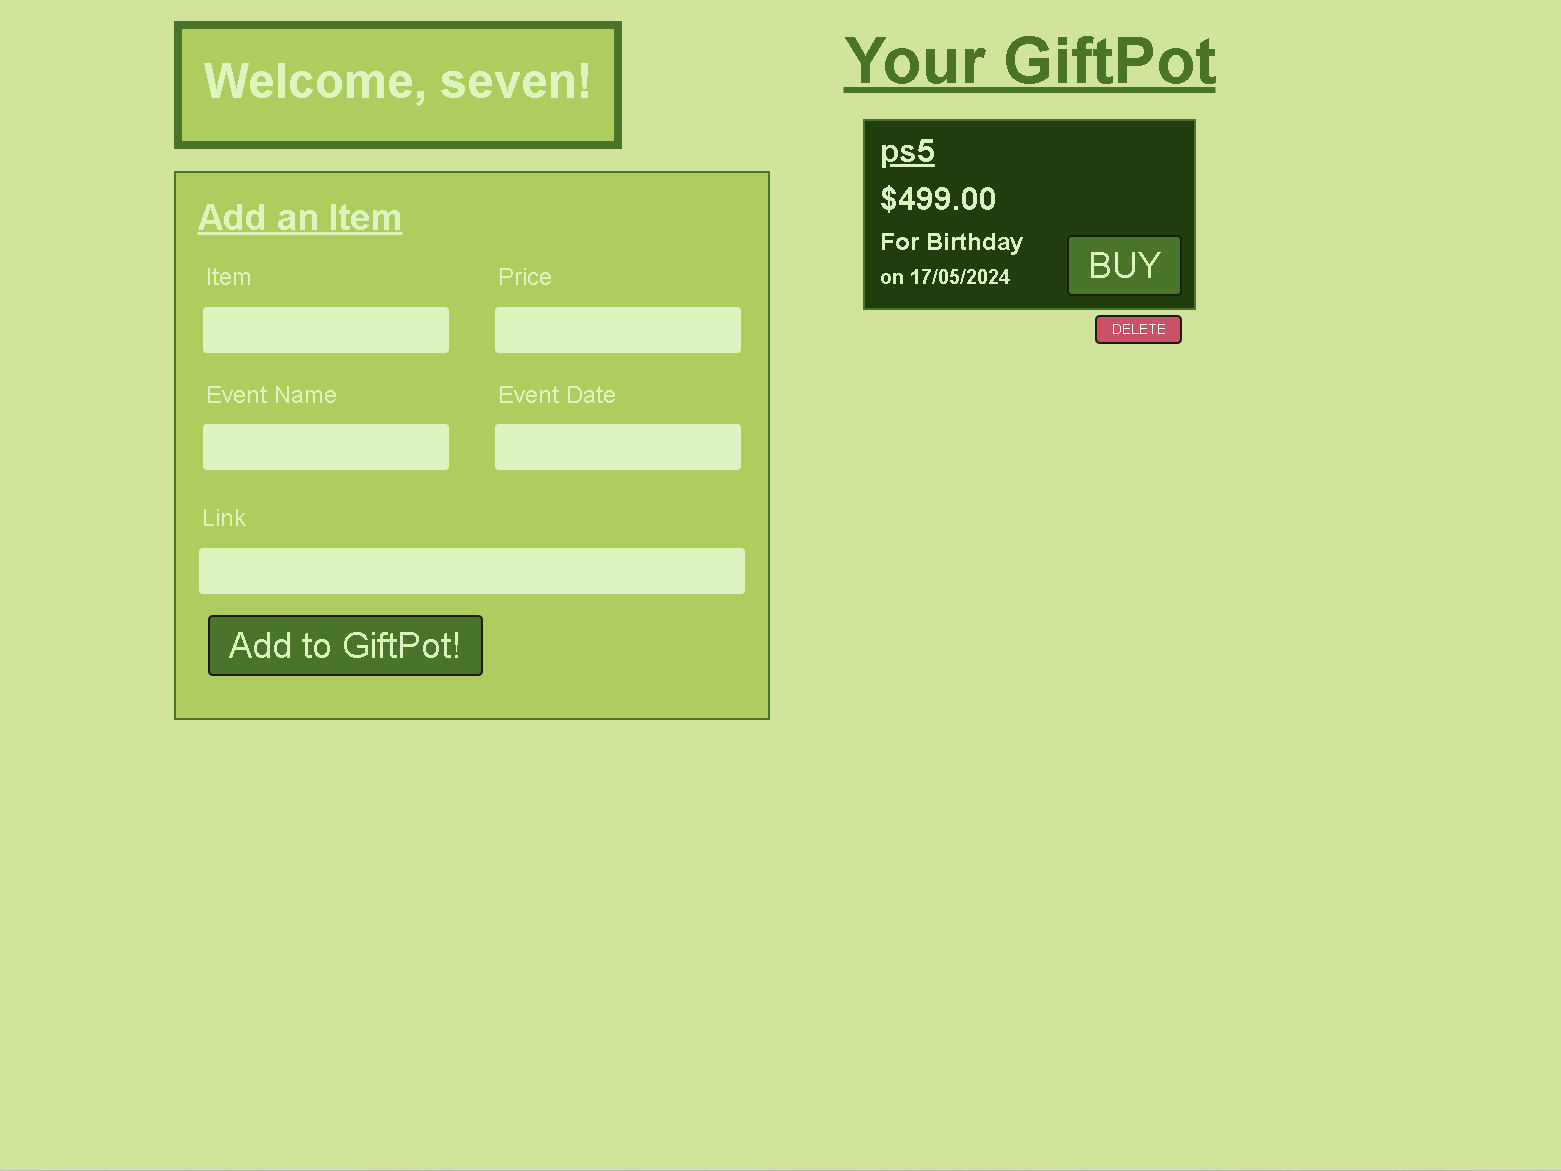 Welcome, seven!
Add an Item
Item
Price
Event Name
Event Date
Link
Add to GiftPot!
Your GiftPot
ps5
$499.00
For Birthday
on 17/05/2024
BUY
DELETE